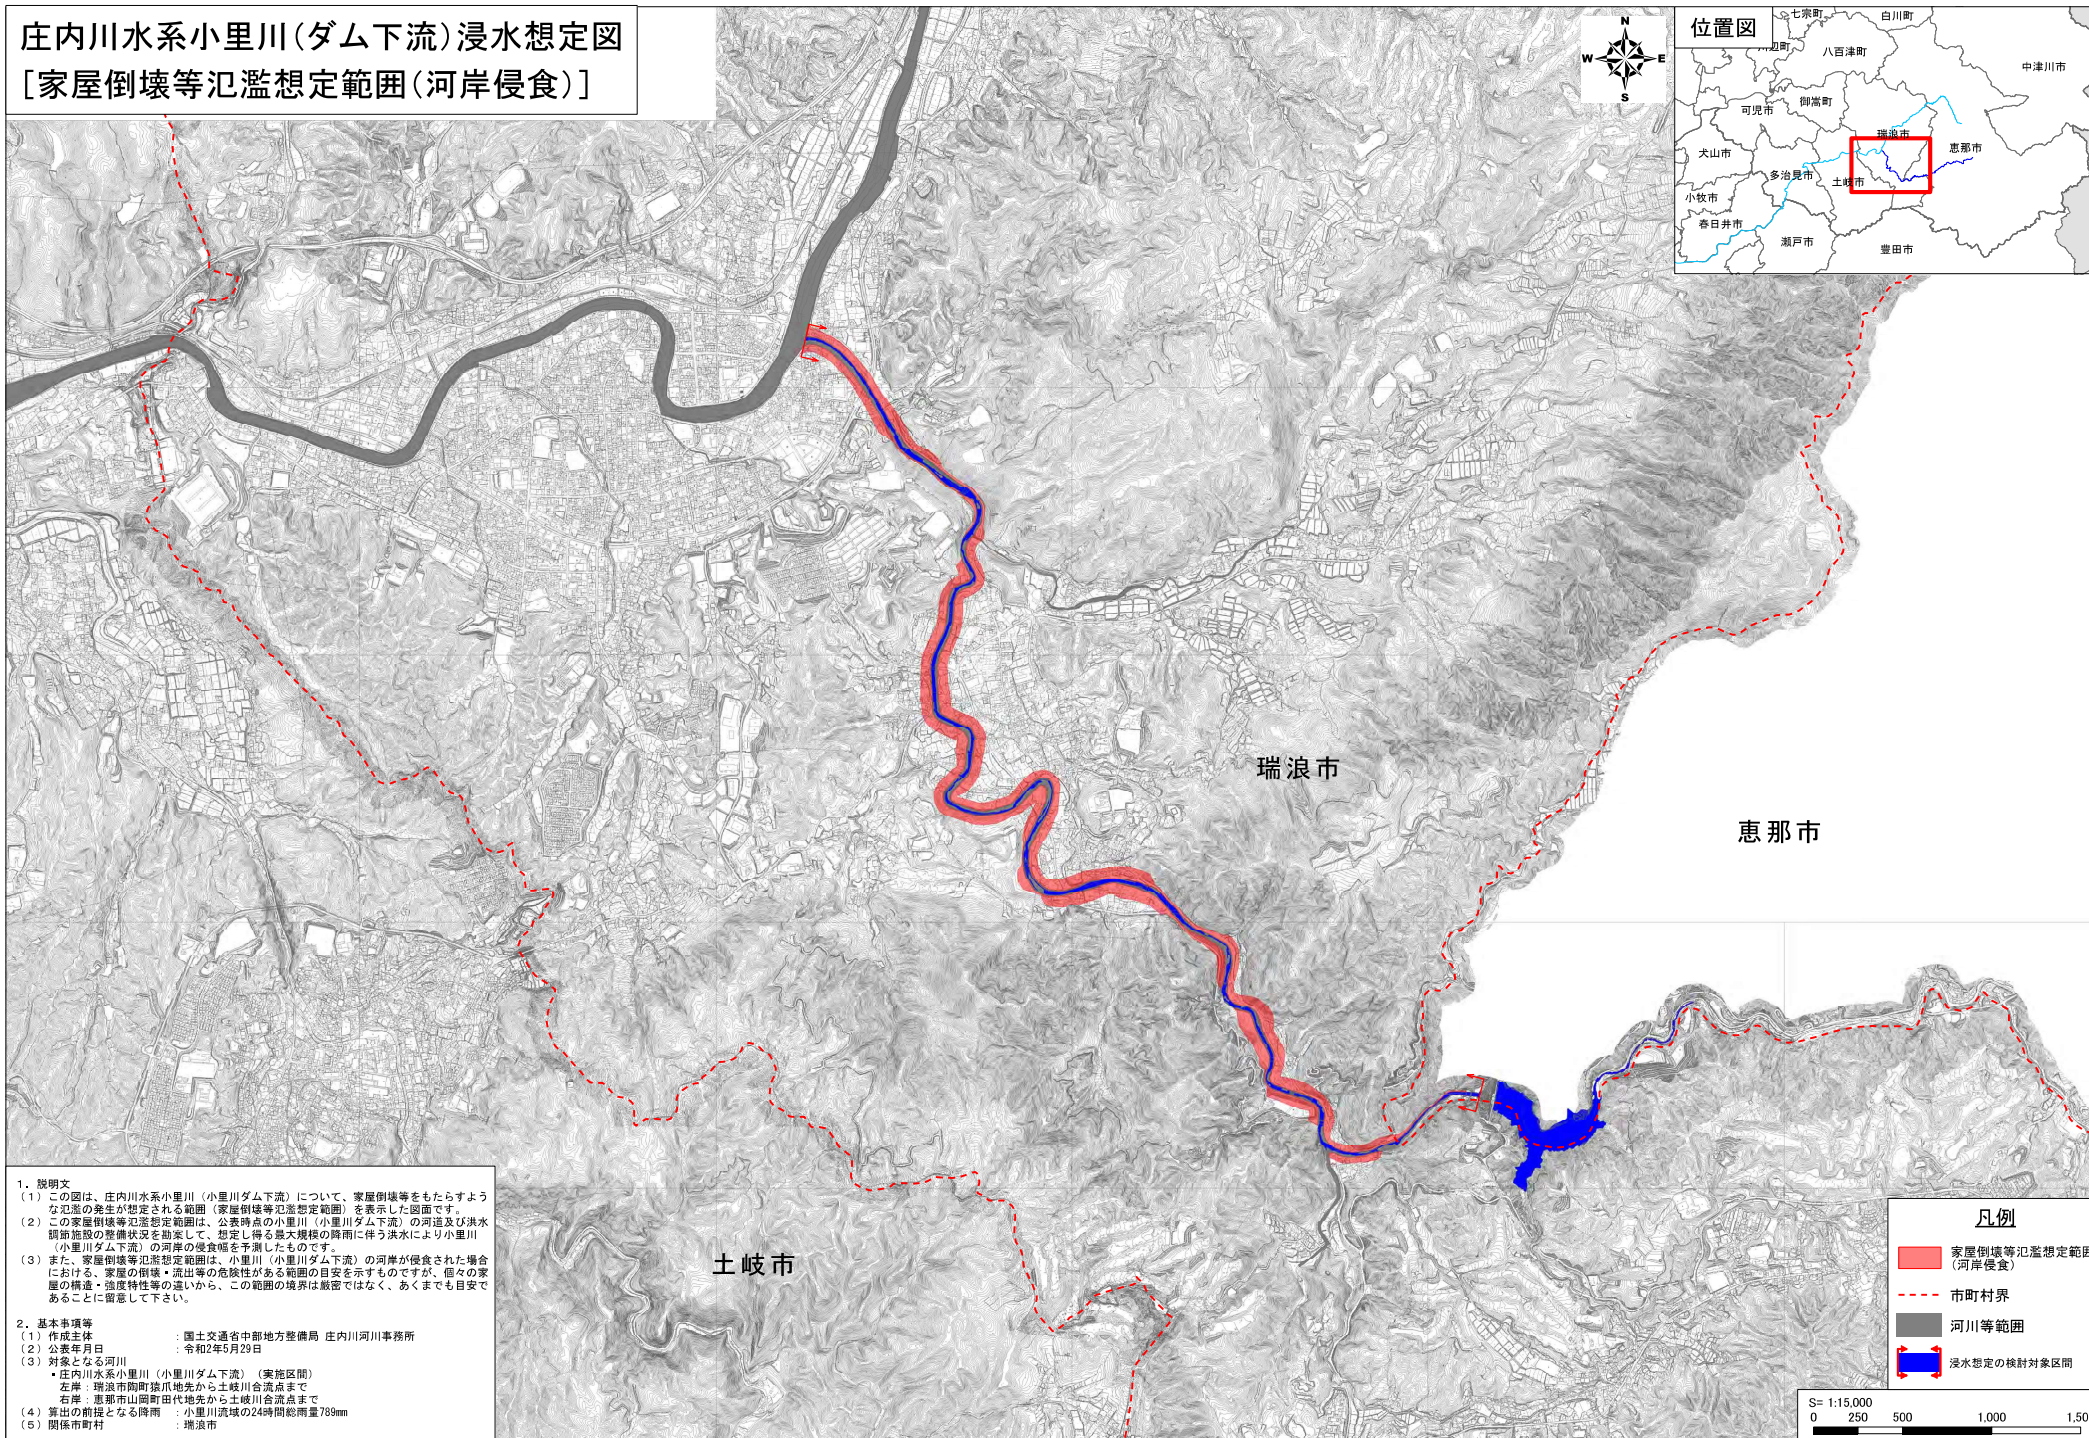 庄内川水系小里川(ダム下流)浸水想定図
[家屋倒壊等氾濫想定範囲(河岸侵食)]
N
W E
S
位置図
七宗町
白川町
川辺町
八百津町
中津川市
可児市
御嵩町
瑞浪市
犬山市
恵那市
多治見市
土岐市
小牧市
春日井市
瀬戸市
豊田市
瑞浪市
恵那市
土岐市
1．説明文
(1) この図は、庄内川水系小里川（小里川ダム下流）について、家屋倒壊等をもたらすよう
な氾濫の発生が想定される範囲（家屋倒壊等氾濫想定範囲）を表示した図面です。
(2) この家屋倒壊等氾濫想定範囲は、公表時点の小里川（小里川ダム下流）の河道及び洪水
調節施設の整備状況を勘案して、想定し得る最大規模の降雨に伴う洪水により小里川
（小里川ダム下流）の河岸の侵食幅を予測したものです。
(3) また、家屋倒壊等氾濫想定範囲は、小里川（小里川ダム下流）の河岸が侵食された場合
における、家屋の倒壊・流出等の危険性がある範囲の目安を示すものですが、個々の家
屋の構造・強度特性等の違いから、この範囲の境界は厳密ではなく、あくまでも目安で
あることに留意して下さい。
2．基本事項等
(1) 作成主体 ：国土交通省中部地方整備局 庄内川河川事務所
(2) 公表年月日 ：令和2年5月29日
(3) 対象となる河川
・庄内川水系小里川（小里川ダム下流）（実施区間）
左岸：瑞浪市陶町猿爪地先から土岐川合流点まで
右岸：恵那市山岡町田代地先から土岐川合流点まで
(4) 算出の前提となる降雨 ：小里川流域の24時間総雨量789mm
(5) 関係市町村 ：瑞浪市
凡例
家屋倒壊等氾濫想定範囲
(河岸侵食)
市町村界
河川等範囲
浸水想定の検討対象区間
S= 1:15,000
0 250 500 1,000 1,50